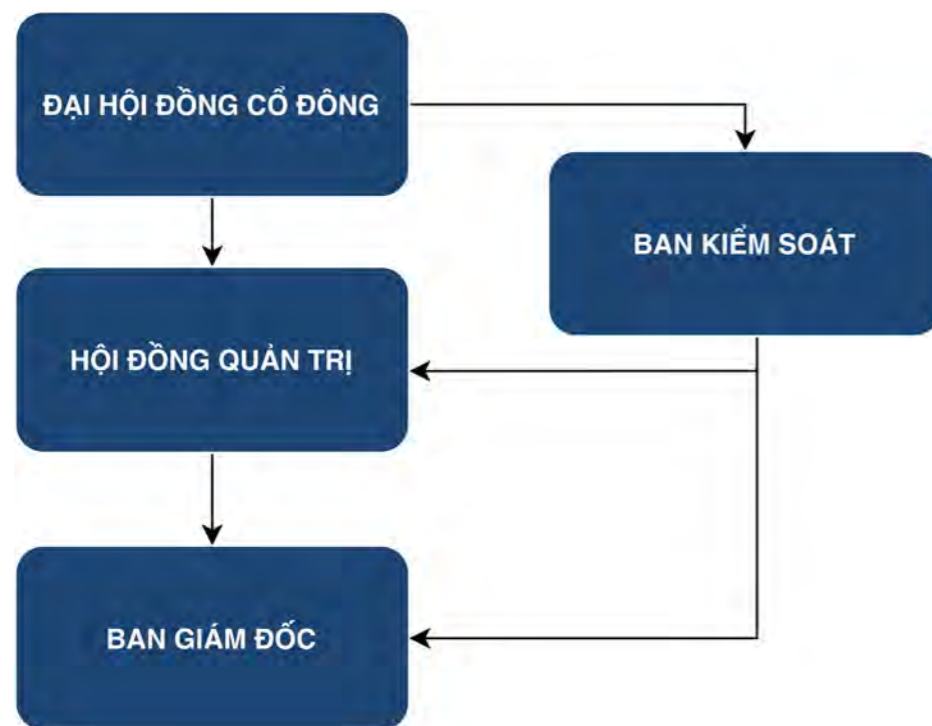 ĐẠI HỘI ĐỒNG CỔ ĐÔNG
BAN KIỂM SOÁT
HỘI ĐỒNG QUẢN TRỊ
BAN GIÁM ĐỐC